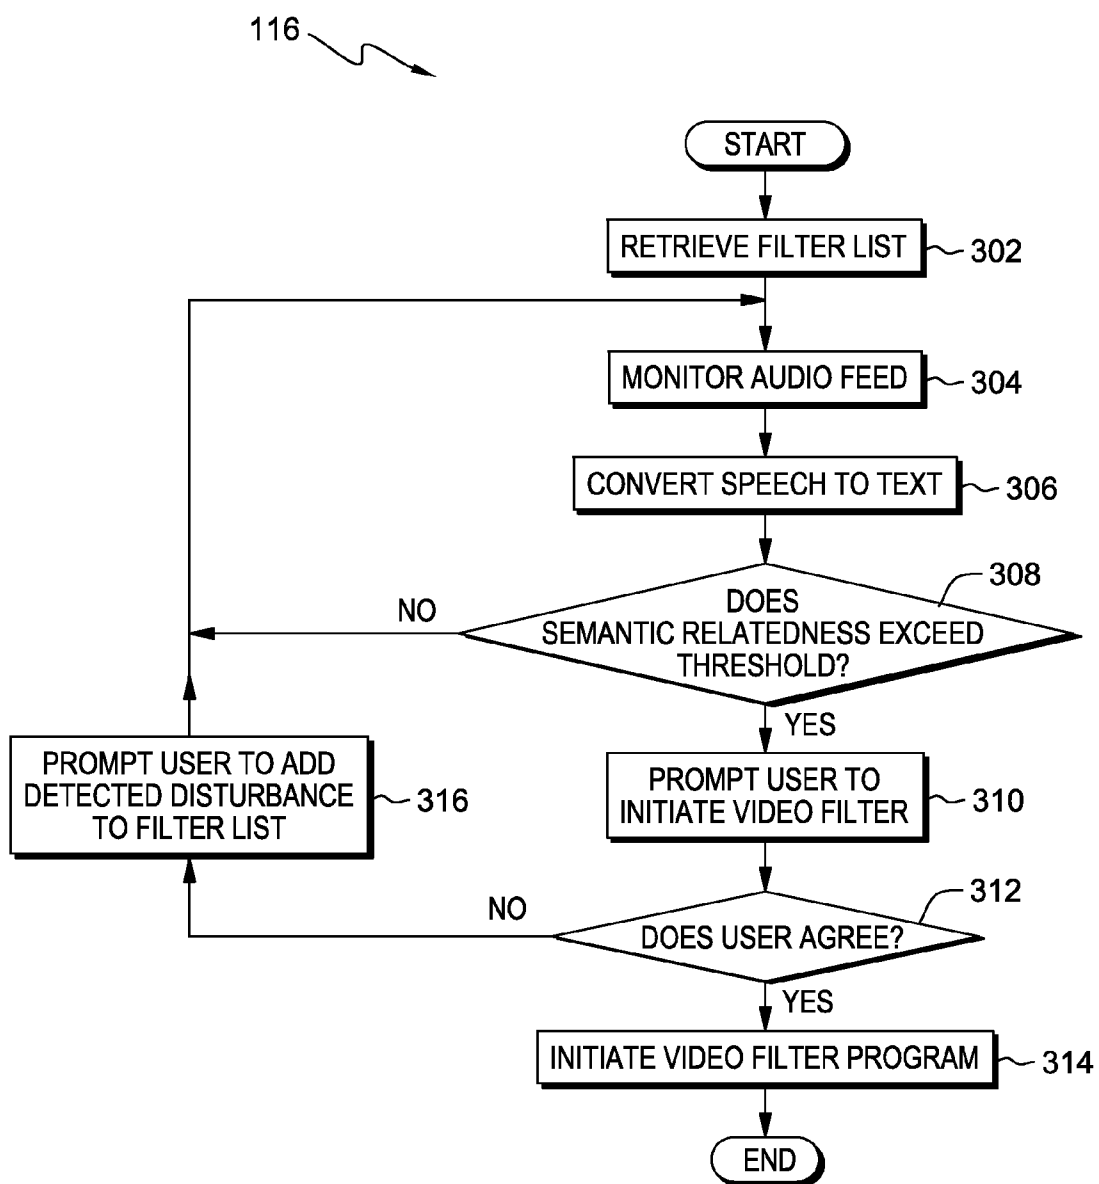 116
START
RETRIEVE FILTER LIST
302
MONITOR AUDIO FEED
304
CONVERT SPEECH TO TEXT
306
308
DOES
SEMANTIC RELATEDNESS EXCEED
THRESHOLD?
NO
YES
PROMPT USER TO
INITIATE VIDEO FILTER
310
PROMPT USER TO ADD
DETECTED DISTURBANCE
TO FILTER LIST
316
312
DOES USER AGREE?
NO
YES
INITIATE VIDEO FILTER PROGRAM
314
END